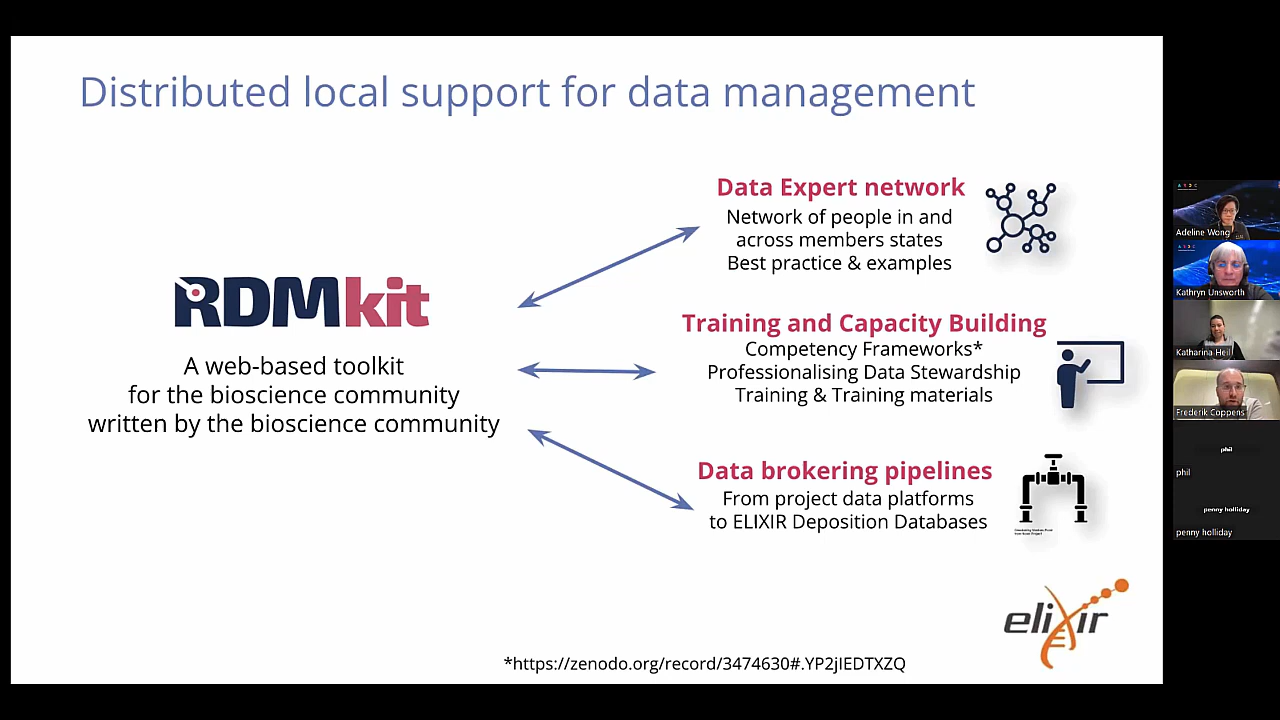 Distributed local support for data management
RDMkit
A web-based toolkit
for the bioscience community
written by the bioscience community
Data Expert network
Network of people in and
across members states
Best practice & examples
Training and Capacity Building
Competency Frameworks*
Professionalising Data Stewardship
Training & Training materials
Data brokering pipelines
From project data platforms
to ELIXIR Deposition Databases
elixir
*https://zenodo.org/record/3474630#.YP2jIEDTXZQ
Adeline Wong
Kathryn Unsworth
Katharina Heil
Frederik Coppens
phil
phil
penny holliday
penny holliday